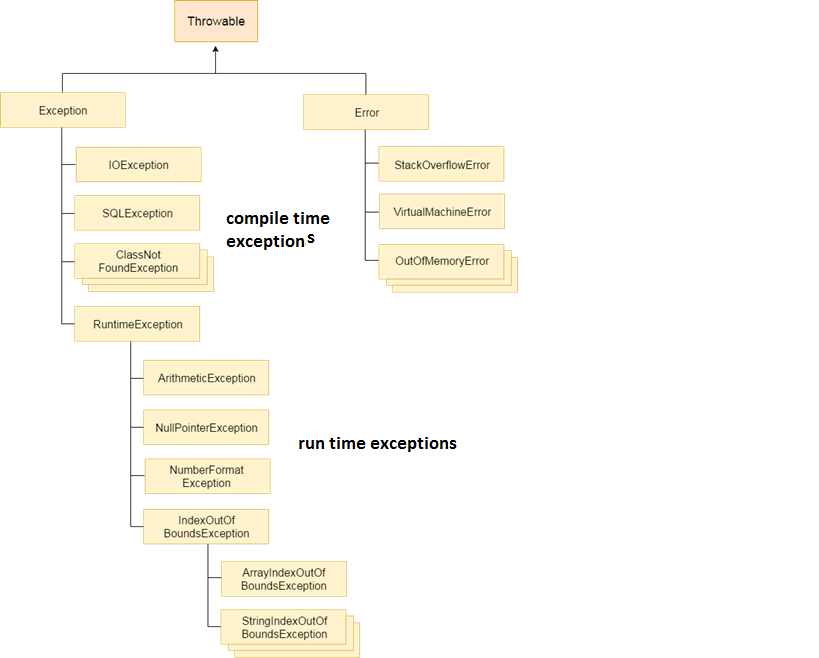 Throwable
Exception
Error
IOException
StackOverflowError
SQLException
VirtualMachineError
compile time
exceptions
ClassNot
FoundException
OutOfMemoryError
RuntimeException
ArithmeticException
NullPointerException
run time exceptions
NumberFormat
Exception
IndexOutOf
BoundsException
ArrayIndexOutOf
BoundsException
StringIndexOutOf
BoundsException